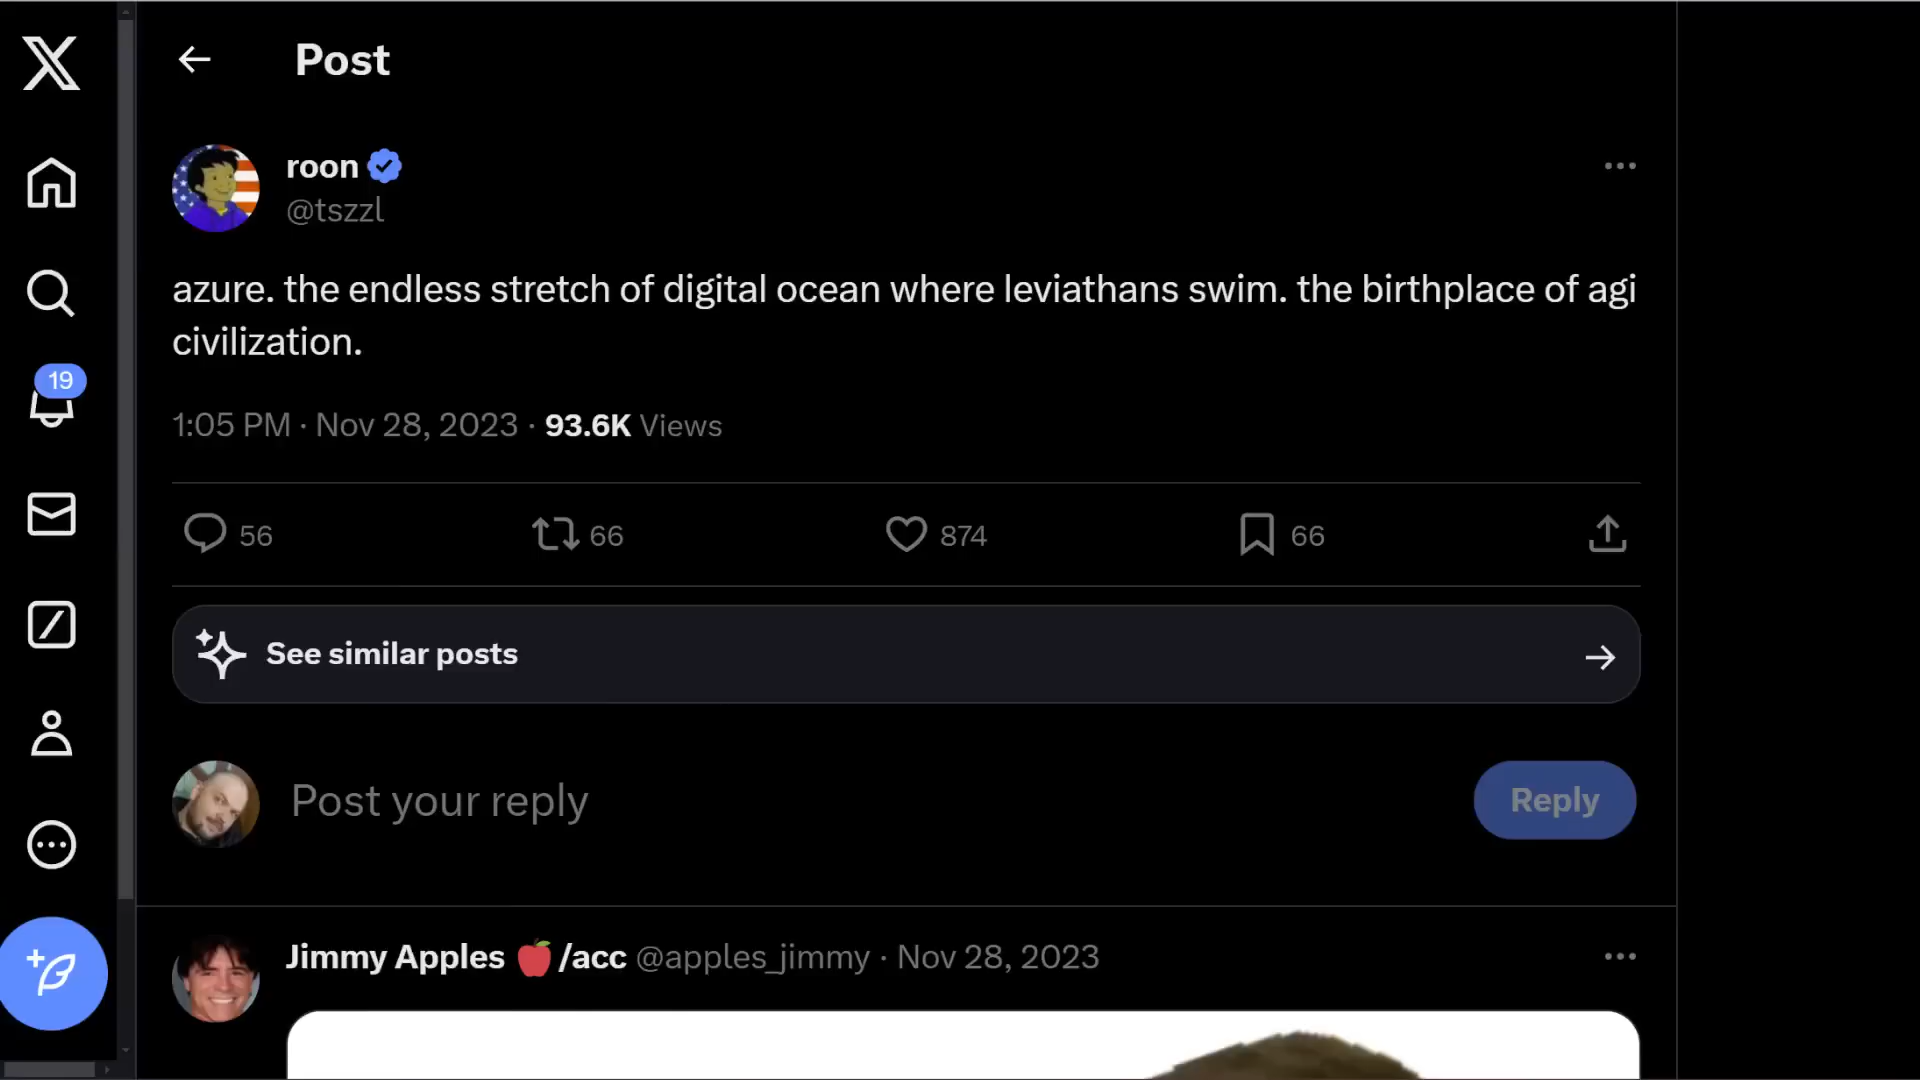 Post
roon
@tszzl
azure. the endless stretch of digital ocean where leviathans swim. the birthplace of agi
civilization.
19
1:05 PM · Nov 28, 2023 · 93.6K Views
56 66 874 66
See similar posts
Post your reply
Reply
Jimmy Apples 🍎/acc @apples_jimmy · Nov 28, 2023